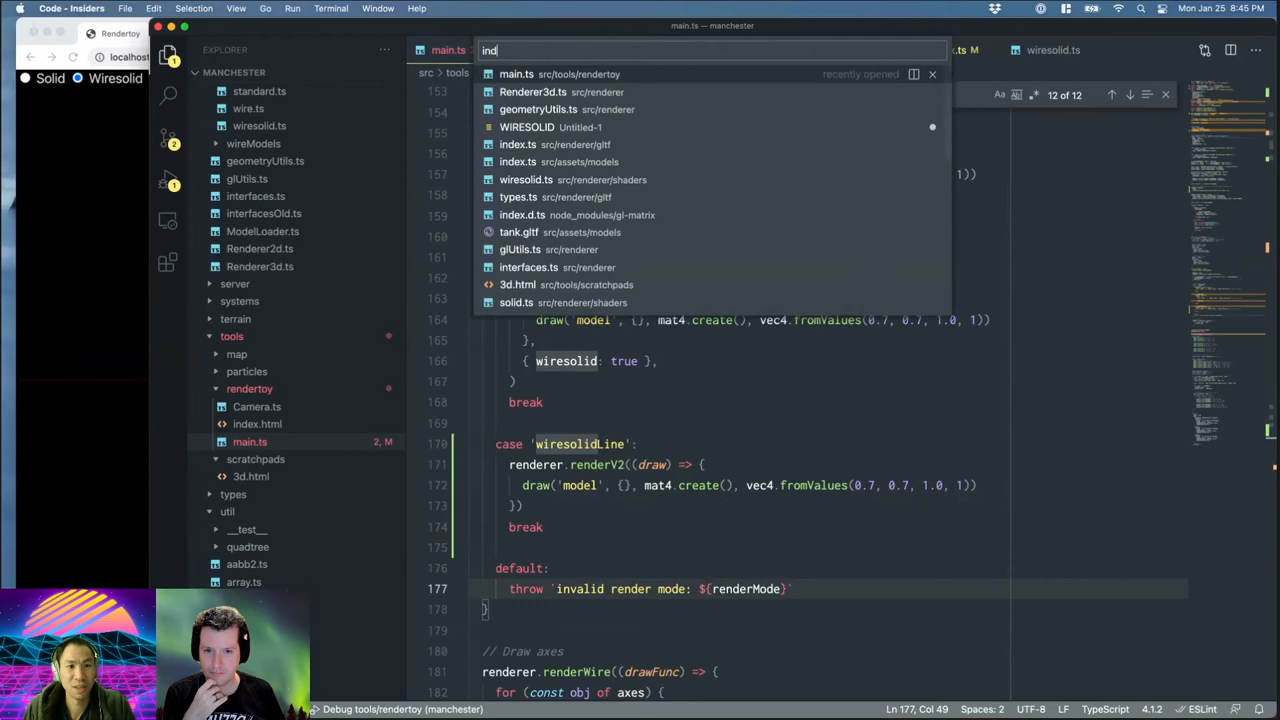 Code - Insiders File Edit Selection View Go Run Terminal Window Help Mon Jan 25 8:45 PM
main.ts — manchester
Rendertoy
localhost
Solid Wiresolid
EXPLORER
MANCHESTER
standard.ts
wire.ts
wiresolid.ts
wireModels
geometryUtils.ts
glUtils.ts
interfaces.ts
interfacesOld.ts
ModelLoader.ts
Renderer2d.ts
Renderer3d.ts
server
systems
terrain
tools
map
particles
rendertoy
Camera.ts
index.html
main.ts 2, M
scratchpads
3d.html
types
util
__test__
quadtree
aabb2.ts
array.ts
main.ts
ts M
wiresolid.ts
src › tools
ind
main.ts src/tools/rendertoy recently opened
Renderer3d.ts src/renderer
geometryUtils.ts src/renderer
WIRESOLID Untitled-1
index.ts src/renderer/gltf
index.ts src/assets/models
wiresolid.ts src/renderer/shaders
types.ts src/renderer/gltf
index.d.ts node_modules/gl-matrix
tank.gltf src/assets/models
glUtils.ts src/renderer
interfaces.ts src/renderer
3d.html src/tools/scratchpads
solid.ts src/renderer/shaders
Aa Abl .* 12 of 12
153
154
155
156
157 ))
158
159
160
161
162
163
164 draw('model', {}, mat4.create(), vec4.fromValues(0.7, 0.7, 1.0, 1))
165 },
166 { wiresolid: true },
167 )
168 break
169
170 case 'wiresolidLine':
171 renderer.renderV2((draw) => {
172 draw('model', {}, mat4.create(), vec4.fromValues(0.7, 0.7, 1.0, 1))
173 })
174 break
175
176 default:
177 throw `invalid render mode: ${renderMode}`
178 }
179
180 // Draw axes
181 renderer.renderWire((drawFunc) => {
182 for (const obj of axes) {
Debug tools/rendertoy (manchester) Ln 177, Col 49 Spaces: 2 UTF-8 LF TypeScript 4.1.2 ESLint